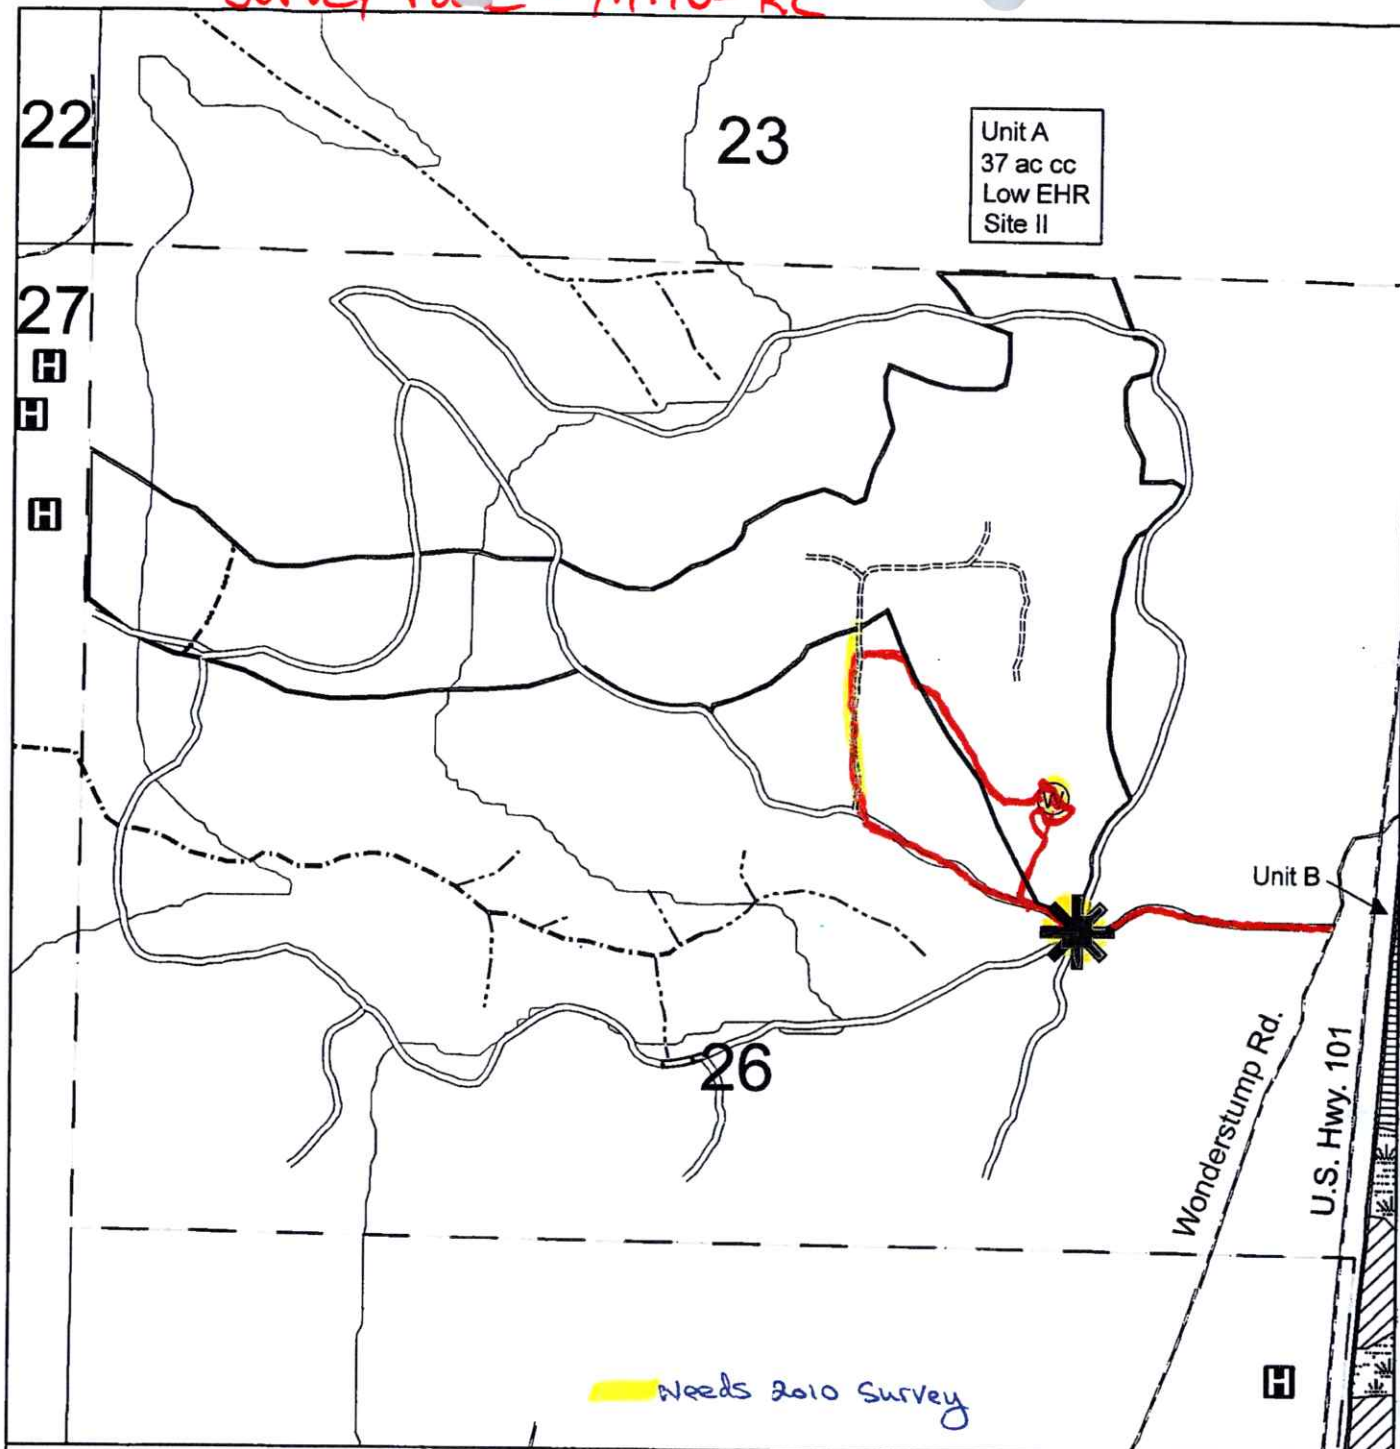 22
23
Unit A
37 ac cc
Low EHR
Site II
27
H
H
H
W
Unit B
26
Wonderstump Rd.
U.S. Hwy. 101
Needs 2010 Survey
H